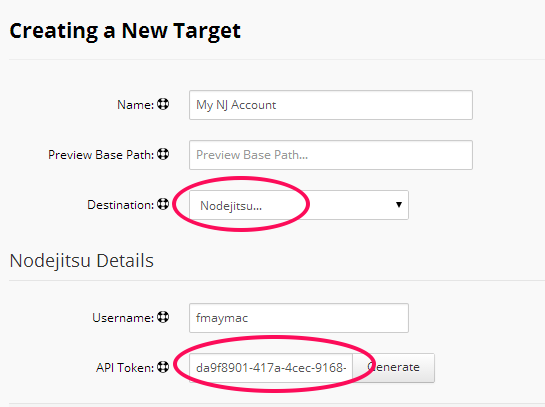 Creating a New Target
Name: My NJ Account
Preview Base Path: Preview Base Path...
Destination: Nodejitsu...
Nodejitsu Details
Username: fmaymac
API Token: da9f8901-417a-4cec-9168- Generate